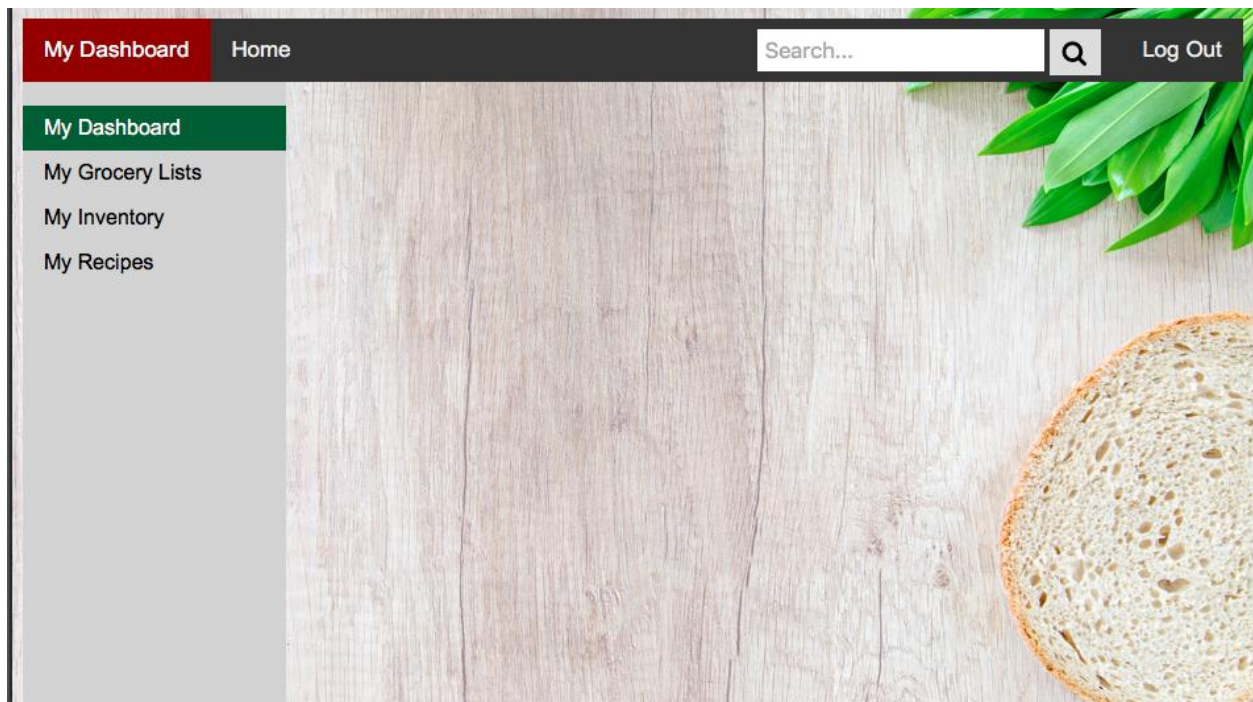 My Dashboard Home Search... Log Out
My Dashboard
My Grocery Lists
My Inventory
My Recipes